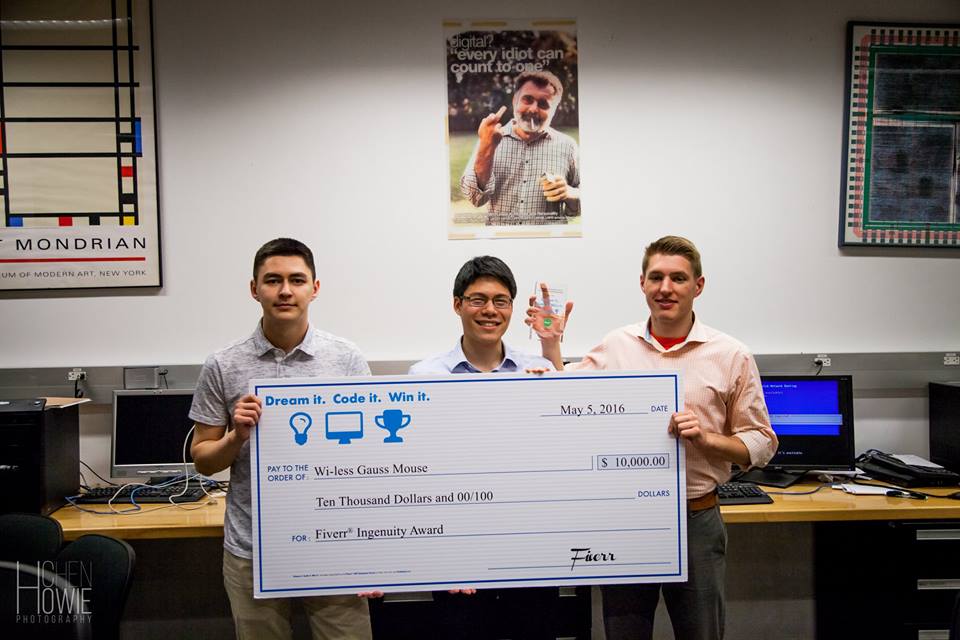 digital?
"every idiot can
count to one"
T MONDRIAN
UM OF MODERN ART, NEW YORK
Dream it. Code it. Win it.
May 5, 2016 DATE
PAY TO THE
ORDER OF: Wi-less Gauss Mouse $ 10,000.00
Ten Thousand Dollars and 00/100 DOLLARS
FOR: Fiverr® Ingenuity Award
Fiverr
COHEN
HOWIE
PHOTOGRAPHY